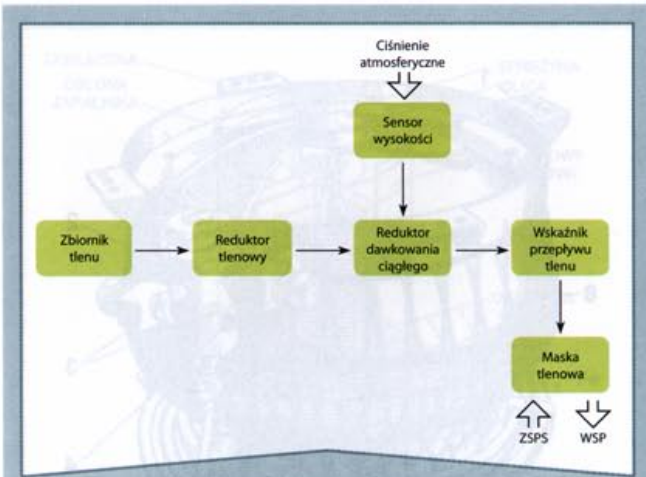 Ciśnienie
atmosferyczne
Sensor
wysokości
Zbiornik
tlenu
Reduktor
tlenowy
Reduktor
dawkowania
ciągłego
Wskaźnik
przepływu
tlenu
Maska
tlenowa
ZSPS
WSP